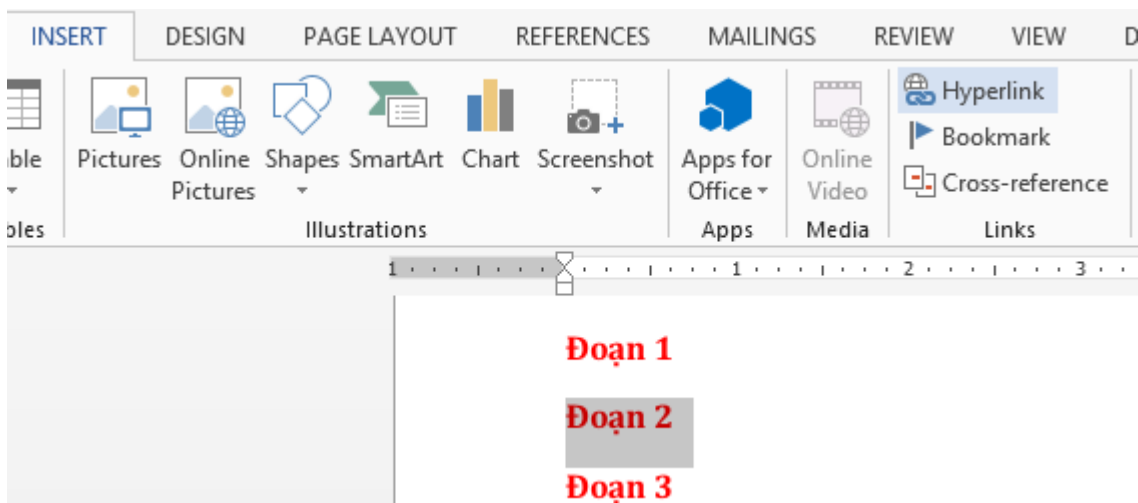 INSERT DESIGN PAGE LAYOUT REFERENCES MAILINGS REVIEW VIEW D
Hyperlink
Bookmark
ble Pictures Online Shapes SmartArt Chart Screenshot Apps for Online
Pictures Office Video Cross-reference
bles Illustrations Apps Media Links
1 1 2 3
Đoạn 1
Đoạn 2
Đoạn 3